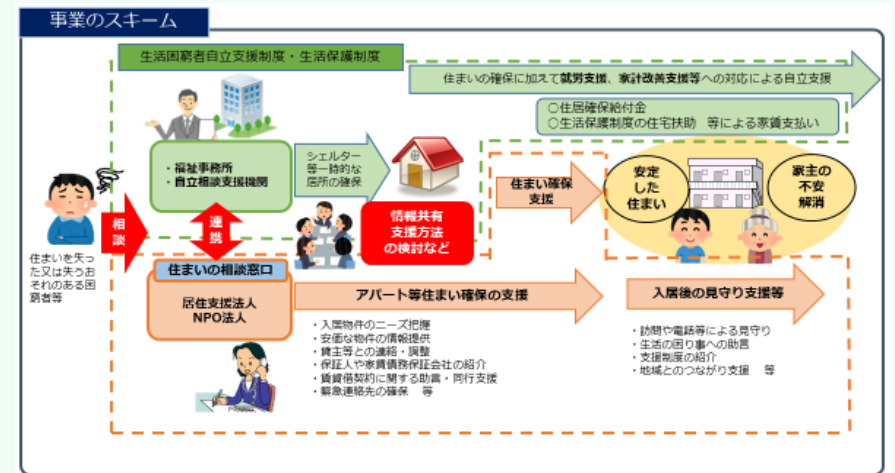 事業のスキーム
生活困窮者自立支援制度・生活保護制度
住まいの確保に加えて就労支援、家計改善支援等への対応による自立支援
○住居確保給付金
○生活保護制度の住宅扶助　等による家賃支払い
・福祉事務所
・自立相談支援機関
シェルター
等一時的な
居所の確保
住まい確保
支援
安定
した
住まい
家主の
不安
解消
相談
連携
情報共有
支援方法
の検討など
住まいを失っ
た又は失うお
それのある困
窮者等
住まいの相談窓口
居住支援法人
NPO法人
アパート等住まい確保の支援
・入居物件のニーズ把握
・安価な物件の情報提供
・貸主等との連絡・調整
・保証人や家賃債務保証会社の紹介
・賃貸借契約に関する助言・同行支援
・緊急連絡先の確保　等
入居後の見守り支援等
・訪問や電話等による見守り
・生活の困り事への助言
・支援制度の紹介
・地域とのつながり支援　等